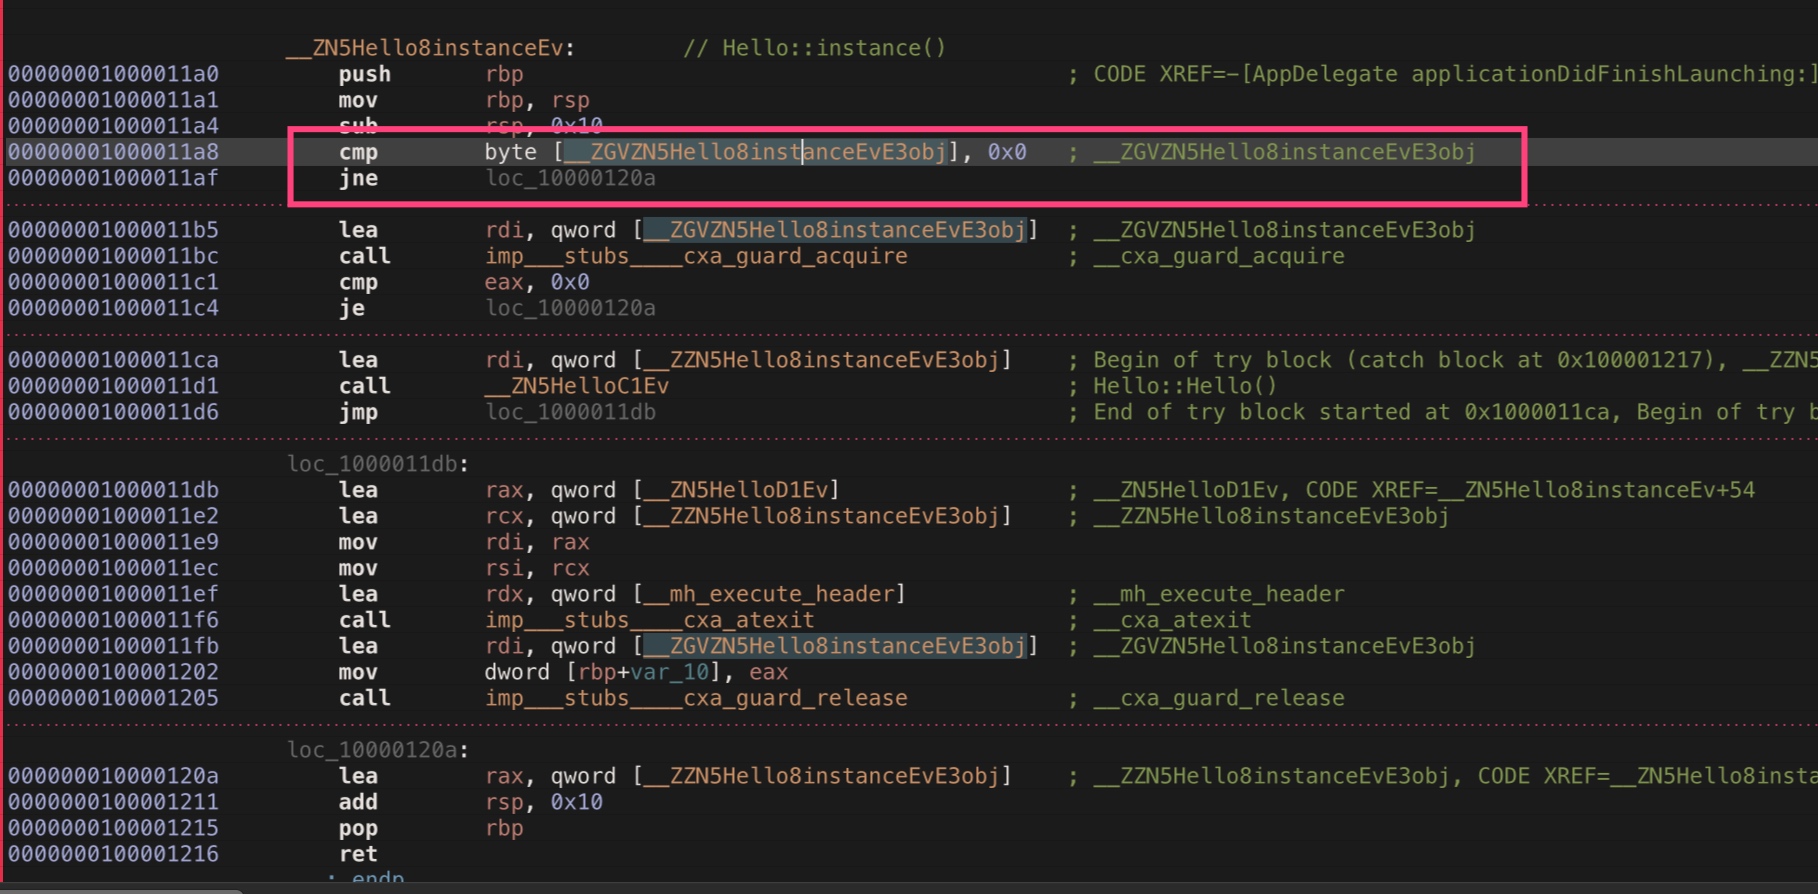 __ZN5Hello8instanceEv:        // Hello::instance()
00000001000011a0         push       rbp                                         ; CODE XREF=-[AppDelegate applicationDidFinishLaunching:]
00000001000011a1         mov        rbp, rsp
00000001000011a4         sub        rsp, 0x10
00000001000011a8         cmp        byte [__ZGVZN5Hello8instanceEvE3obj], 0x0   ; __ZGVZN5Hello8instanceEvE3obj
00000001000011af         jne        loc_10000120a
00000001000011b5         lea        rdi, qword [__ZGVZN5Hello8instanceEvE3obj]  ; __ZGVZN5Hello8instanceEvE3obj
00000001000011bc         call       imp___stubs____cxa_guard_acquire            ; __cxa_guard_acquire
00000001000011c1         cmp        eax, 0x0
00000001000011c4         je         loc_10000120a
00000001000011ca         lea        rdi, qword [__ZZN5Hello8instanceEvE3obj]    ; Begin of try block (catch block at 0x100001217), __ZZN5
00000001000011d1         call       __ZN5HelloC1Ev                              ; Hello::Hello()
00000001000011d6         jmp        loc_1000011db                               ; End of try block started at 0x1000011ca, Begin of try b
loc_1000011db:
00000001000011db         lea        rax, qword [__ZN5HelloD1Ev]                 ; __ZN5HelloD1Ev, CODE XREF=__ZN5Hello8instanceEv+54
00000001000011e2         lea        rcx, qword [__ZZN5Hello8instanceEvE3obj]    ; __ZZN5Hello8instanceEvE3obj
00000001000011e9         mov        rdi, rax
00000001000011ec         mov        rsi, rcx
00000001000011ef         lea        rdx, qword [__mh_execute_header]            ; __mh_execute_header
00000001000011f6         call       imp___stubs____cxa_atexit                   ; __cxa_atexit
00000001000011fb         lea        rdi, qword [__ZGVZN5Hello8instanceEvE3obj]  ; __ZGVZN5Hello8instanceEvE3obj
0000000100001202         mov        dword [rbp+var_10], eax
0000000100001205         call       imp___stubs____cxa_guard_release            ; __cxa_guard_release
loc_10000120a:
000000010000120a         lea        rax, qword [__ZZN5Hello8instanceEvE3obj]    ; __ZZN5Hello8instanceEvE3obj, CODE XREF=__ZN5Hello8insta
0000000100001211         add        rsp, 0x10
0000000100001215         pop        rbp
0000000100001216         ret
; endp